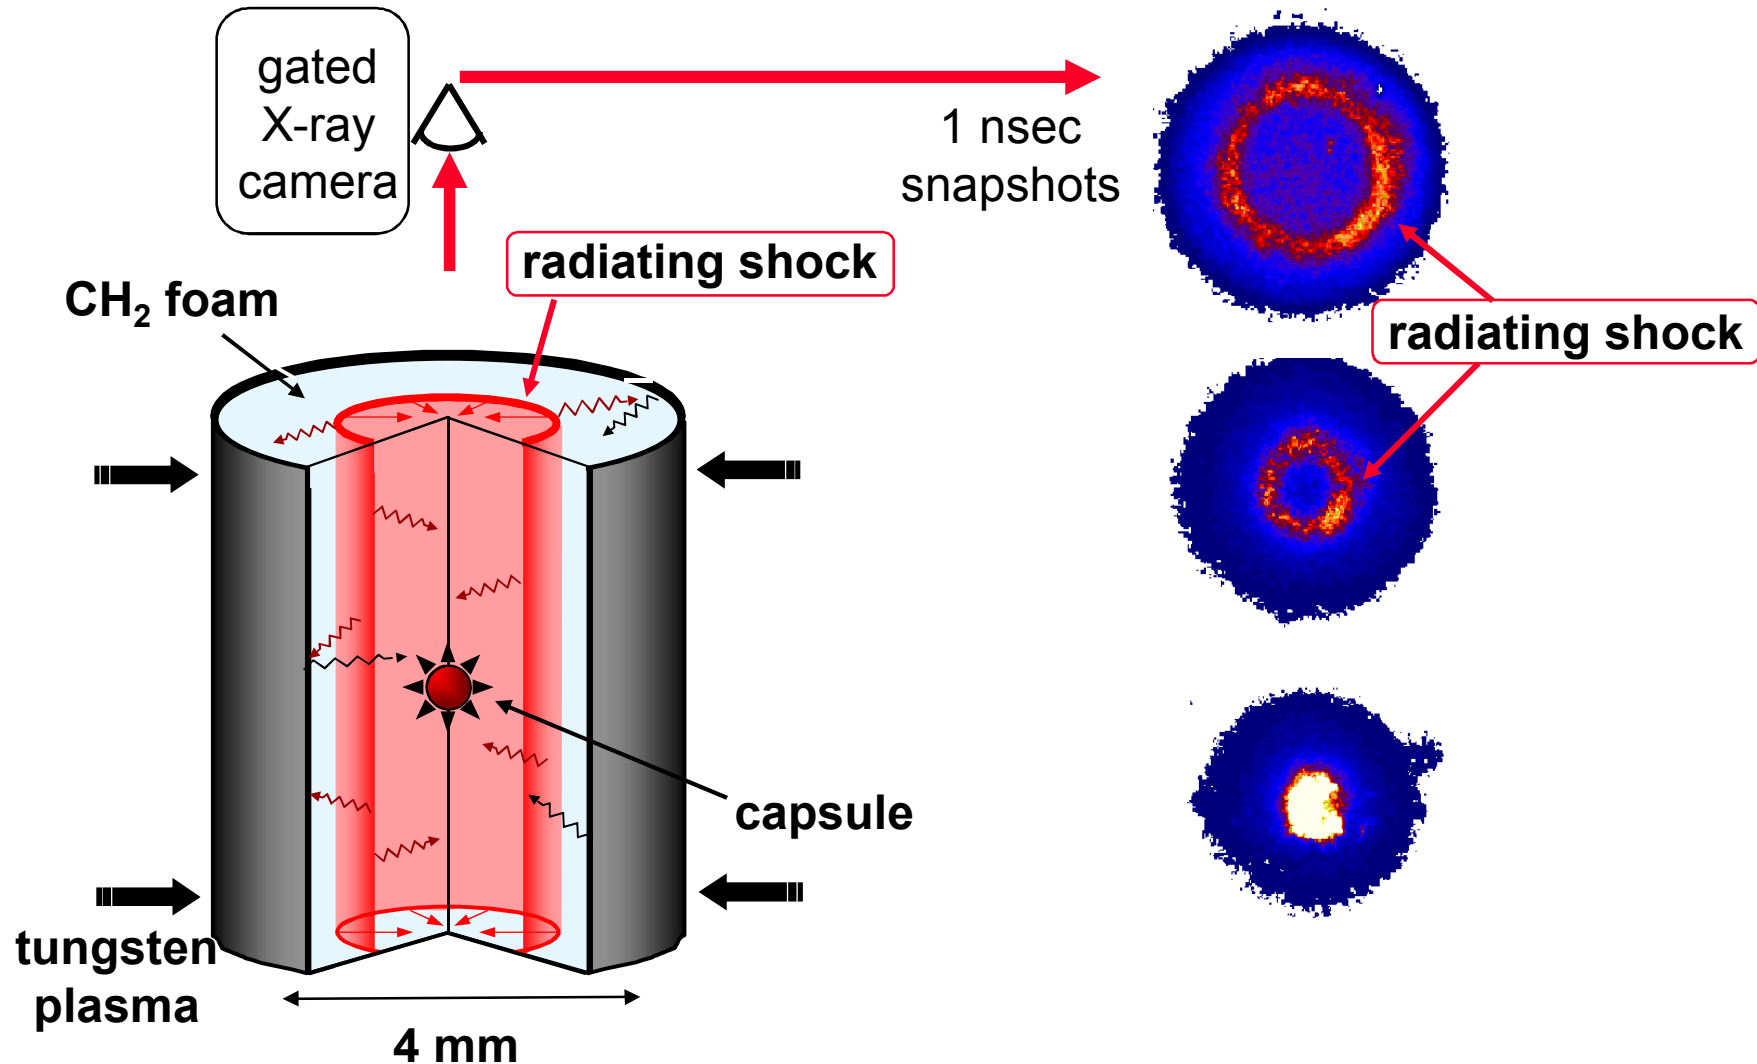 gated
X-ray
camera
1 nsec
snapshots
radiating shock
CH₂ foam
radiating shock
capsule
tungsten
plasma
4 mm